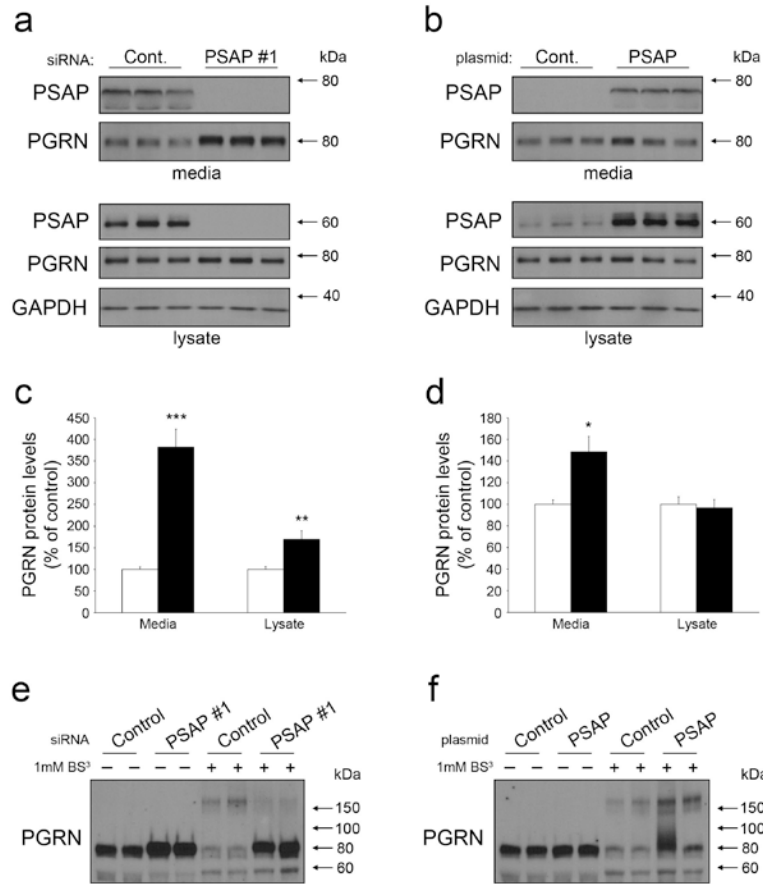 a
siRNA: Cont. PSAP #1 kDa
PSAP 80
PGRN 80
media
PSAP 60
PGRN 80
GAPDH 40
lysate
b
plasmid: Cont. PSAP kDa
PSAP 80
PGRN 80
media
PSAP 60
PGRN 80
GAPDH 40
lysate
c
PGRN protein levels
(% of control)
450
400
350
300
250
200
150
100
50
0
***
**
Media Lysate
d
PGRN protein levels
(% of control)
180
160
140
120
100
80
60
40
20
0
*
Media Lysate
e
siRNA Control PSAP #1 Control PSAP #1
1mM BS³ − − − − + + + + kDa
PGRN
150
100
80
60
f
plasmid Control PSAP Control PSAP
1mM BS³ − − − − + + + + kDa
PGRN
150
100
80
60